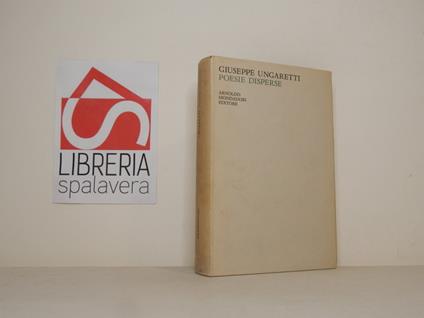 LIBRERIA
spalavera
GIUSEPPE UNGARETTI
POESIE DISPERSE
ARNOLDO
MONDADORI
EDITORE